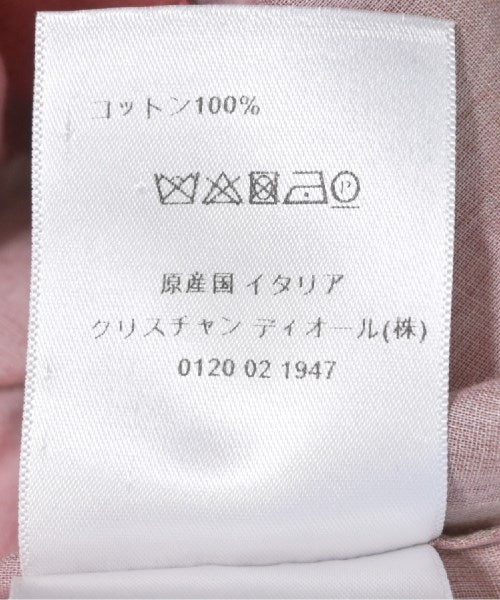 コットン100%
P
原産国 イタリア
クリスチャン ディオール(株)
0120 02 1947